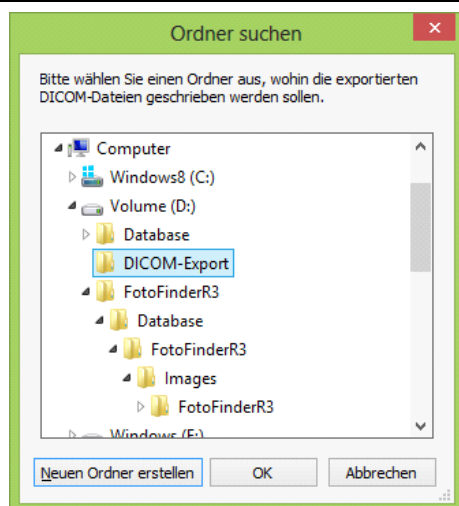 Ordner suchen
Bitte wählen Sie einen Ordner aus, wohin die exportierten
DICOM-Dateien geschrieben werden sollen.
Computer
Windows8 (C:)
Volume (D:)
Database
DICOM-Export
FotoFinderR3
Database
FotoFinderR3
Images
FotoFinderR3
Windows (E:)
Neuen Ordner erstellen OK Abbrechen